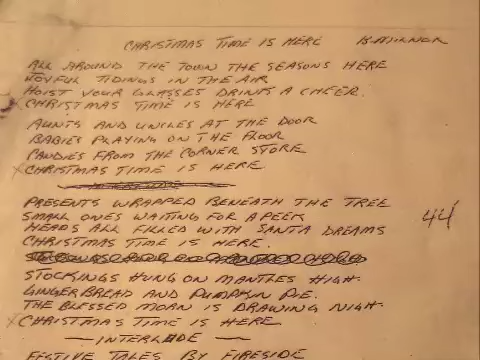 CHRISTMAS TIME IS HERE
ALL AROUND THE TOWN THE SEASONS HERE
JOYFUL TIDINGS IN THE AIR
HOIST YOUR GLASSES DRINK A CHEER.
X CHRISTMAS TIME IS HERE
AUNTS AND UNCLES AT THE DOOR
BABIES PLAYING ON THE FLOOR
CANDIES FROM THE CORNER STORE
X CHRISTMAS TIME IS HERE
PRESENTS WRAPPED BENEATH THE TREE
SMALL ONES WAITING FOR A PEEK
HEADS ALL FILLED WITH SANTA DREAMS
CHRISTMAS TIME IS HERE.
44
STOCKINGS HUNG ON MANTLES HIGH.
GINGERBREAD AND PUMPKIN PIE.
THE BLESSED MORN IS DRAWING NIGH.
X CHRISTMAS TIME IS HERE
— INTERLUDE —
FESTIVE TALES BY FIRESIDE